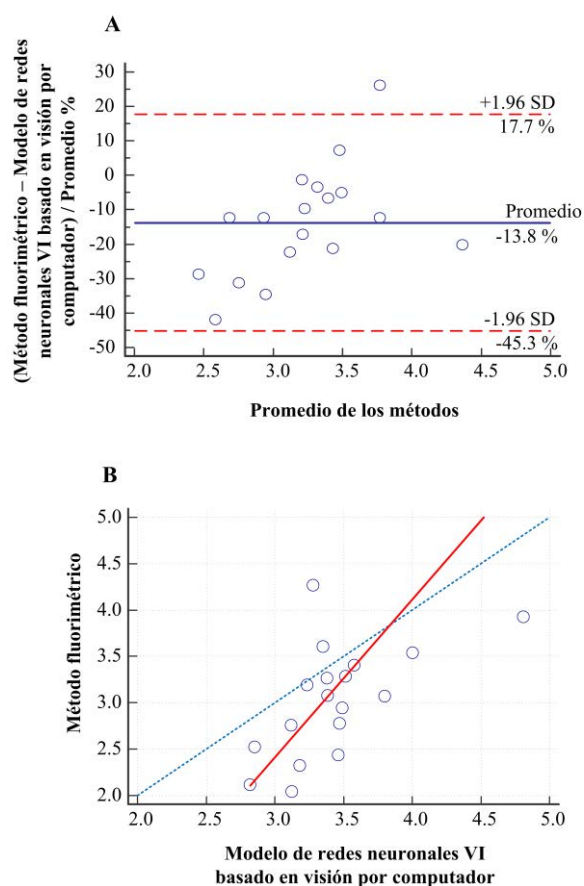 A
(Método fluorimétrico – Modelo de redes
neuronales VI basado en visión por
computador) / Promedio %
30
20
10
0
-10
-20
-30
-40
-50
+1.96 SD
17.7 %
Promedio
-13.8 %
-1.96 SD
-45.3 %
2.0 2.5 3.0 3.5 4.0 4.5 5.0
Promedio de los métodos
B
Método fluorimétrico
5.0
4.5
4.0
3.5
3.0
2.5
2.0
2.0 2.5 3.0 3.5 4.0 4.5 5.0
Modelo de redes neuronales VI
basado en visión por computador